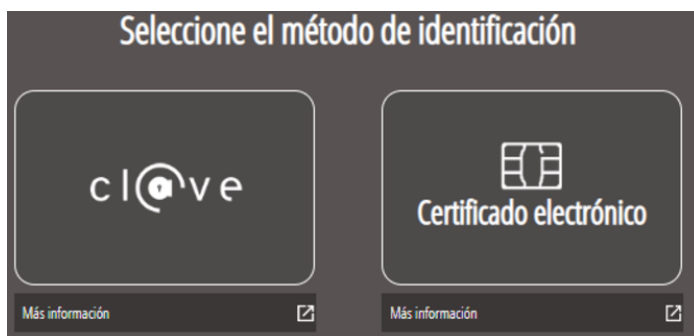 Seleccione el método de identificación
cl@ve
Certificado electrónico
Más información
Más información